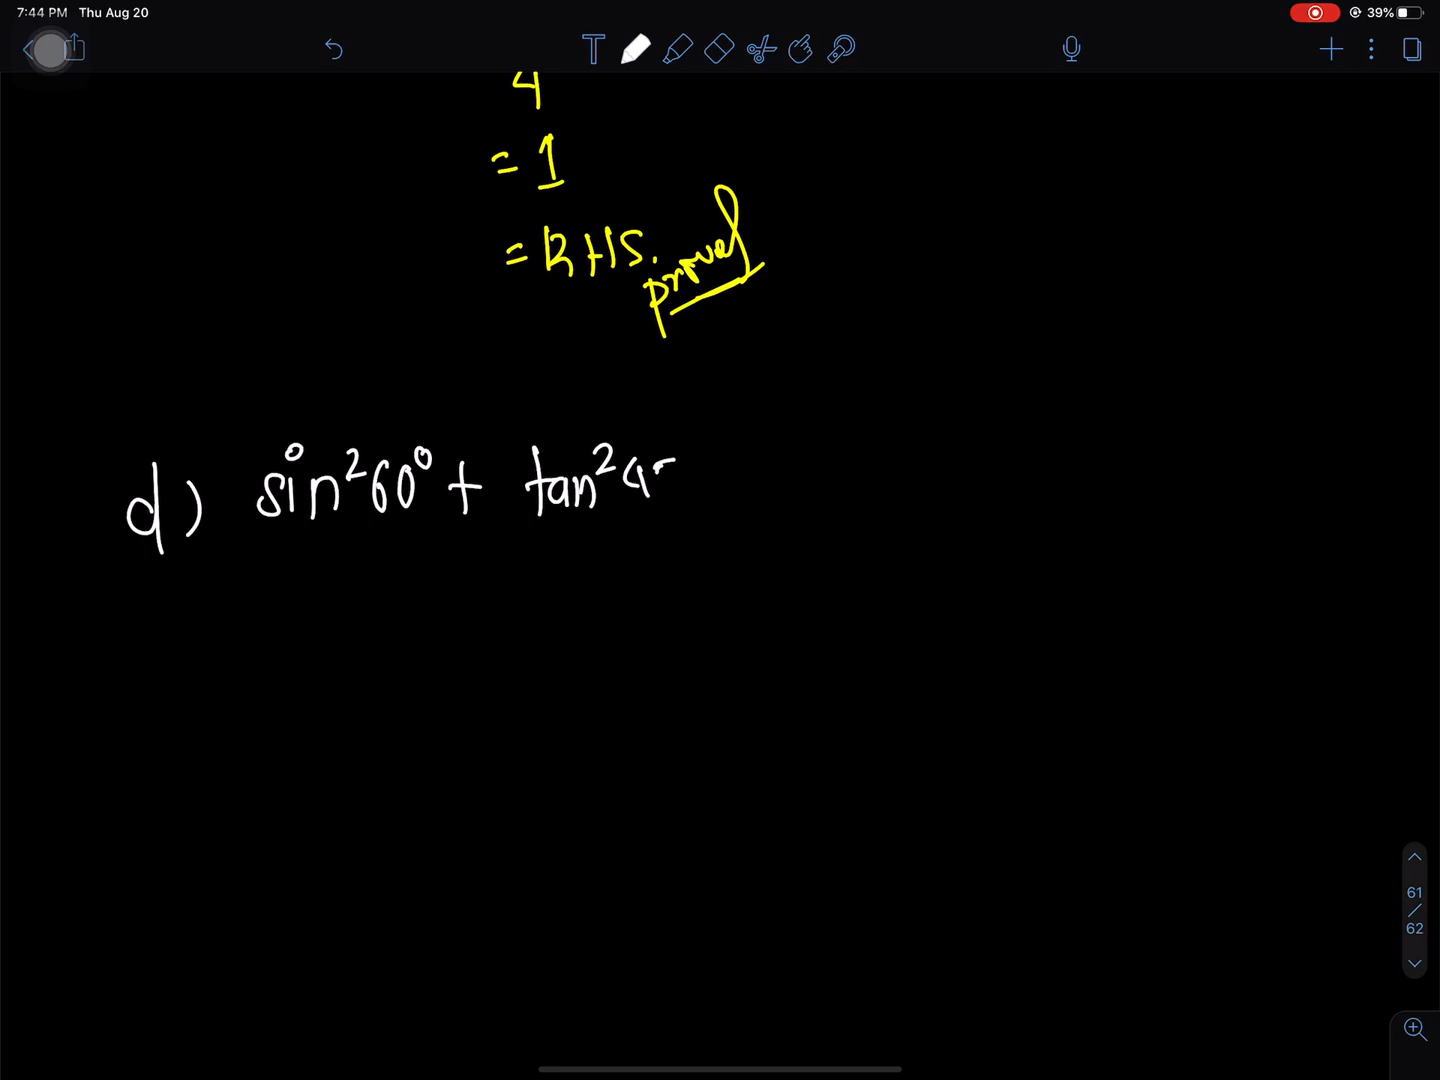 7:44 PM Thu Aug 20
39%
T
4
= 1
= RHS. proved
d) sin²60° + tan²4
61
/
62